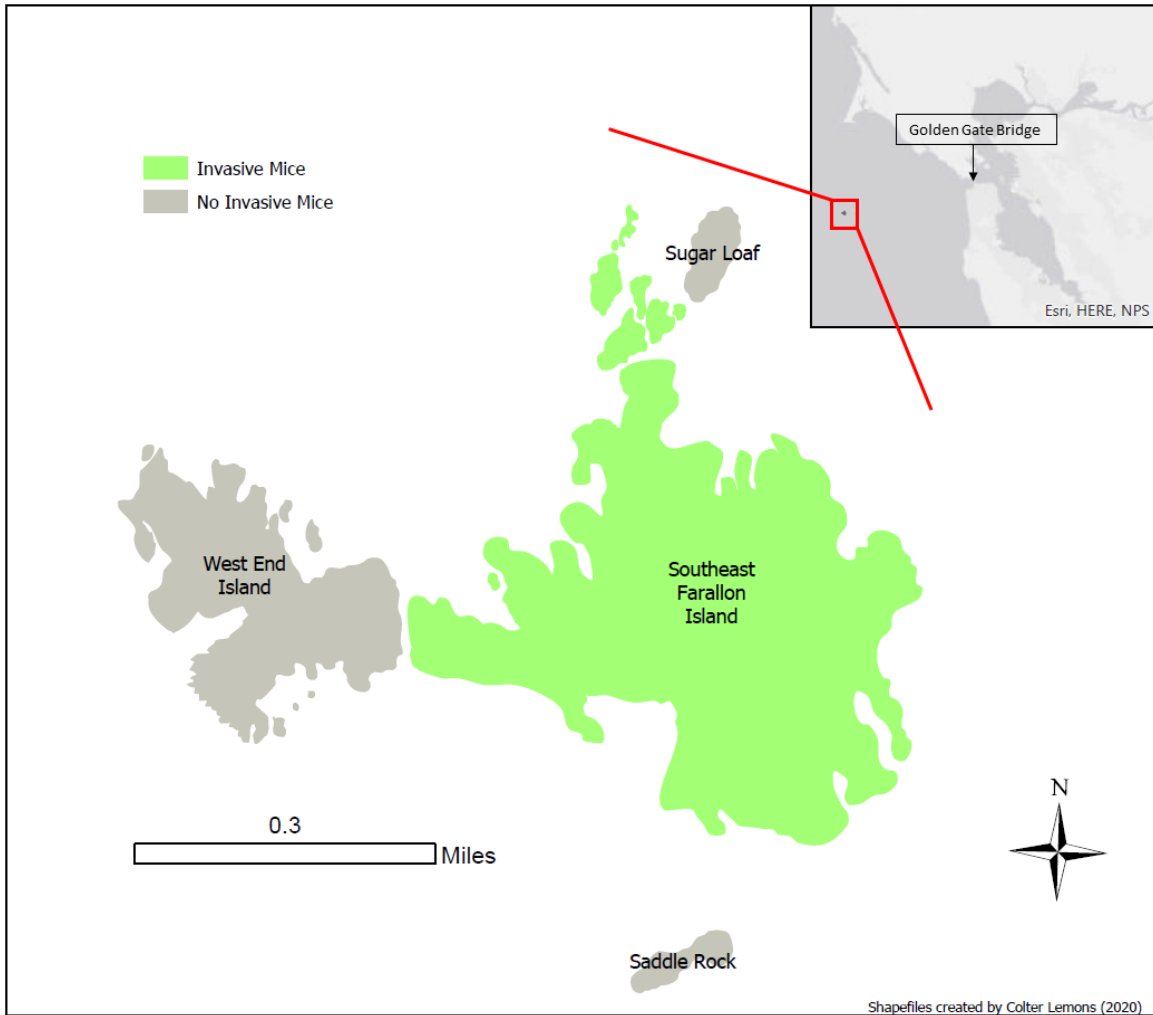 Golden Gate Bridge
Esri, HERE, NPS
Invasive Mice
No Invasive Mice
Sugar Loaf
West End
Island
Southeast
Farallon
Island
0.3
Miles
N
Saddle Rock
Shapefiles created by Colter Lemons (2020)